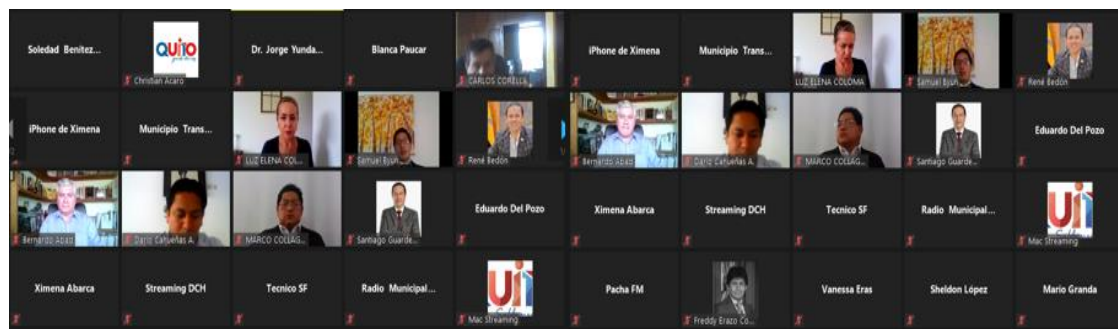 Soledad Benitez...
QUITO
Christian Acaro
Dr. Jorge Yunda...
Blanca Paucar
CARLOS CORELLA
iPhone de Ximena
Municipio Trans...
LUZ ELENA COLOMA
Samuel Byun
René Bedón
iPhone de Ximena
Municipio Trans...
LUZ ELENA COL...
Samuel Byun
René Bedón
Bernardo Abad
Dario Cahueñas A.
MARCO COLLAG...
Santiago Guarde...
Eduardo Del Pozo
Bernardo Abad
Dario Cahueñas A.
MARCO COLLAG...
Santiago Guarde...
Eduardo Del Pozo
Ximena Abarca
Streaming DCH
Tecnico SF
Radio Municipal...
Mac Streaming
Ximena Abarca
Streaming DCH
Tecnico SF
Radio Municipal...
Mac Streaming
Pacha FM
Freddy Erazo Co...
Vanessa Eras
Sheldon López
Mario Granda